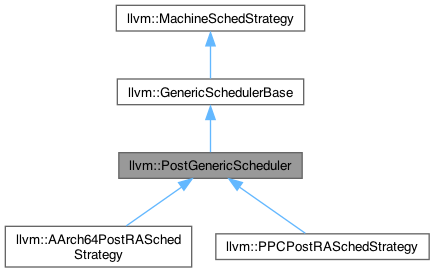 llvm::MachineSchedStrategy
llvm::GenericSchedulerBase
llvm::PostGenericScheduler
llvm::AArch64PostRASched
Strategy
llvm::PPCPostRASchedStrategy